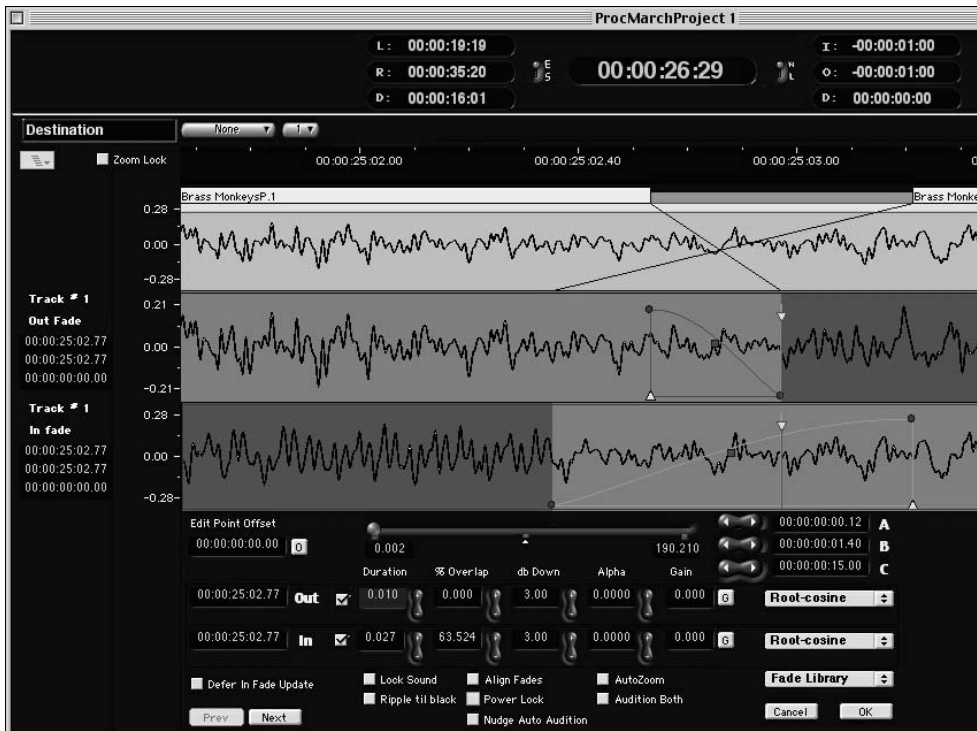 ProcMarchProject 1
L: 00:00:19:19
R: 00:00:35:20
D: 00:00:16:01
E
S
00:00:26:29
N
L
I: -00:00:01:00
O: -00:00:01:00
D: 00:00:00:00
Destination
None
1
Zoom Lock
00:00:25:02.00
00:00:25:02.40
00:00:25:03.00
Brass MonkeysP.1
Brass Monke
0.28
0.00
-0.28
Track # 1
Out Fade
00:00:25:02.77
00:00:25:02.77
00:00:00:00.00
0.21
0.00
-0.21
Track # 1
In fade
00:00:25:02.77
00:00:25:02.77
00:00:00:00.00
0.28
0.00
-0.28
Edit Point Offset
00:00:00:00.00 0
0.002
190.210
00:00:00:00.12 A
00:00:00:01.40 B
00:00:00:15.00 C
Duration % Overlap db Down Alpha Gain
00:00:25:02.77 Out 0.010 0.000 3.00 0.0000 0.000 G Root-cosine
00:00:25:02.77 In 0.027 63.524 3.00 0.0000 0.000 G Root-cosine
Defer In Fade Update
Lock Sound
Align Fades
AutoZoom
Fade Library
Ripple til black
Power Lock
Audition Both
Nudge Auto Audition
Prev
Next
Cancel
OK